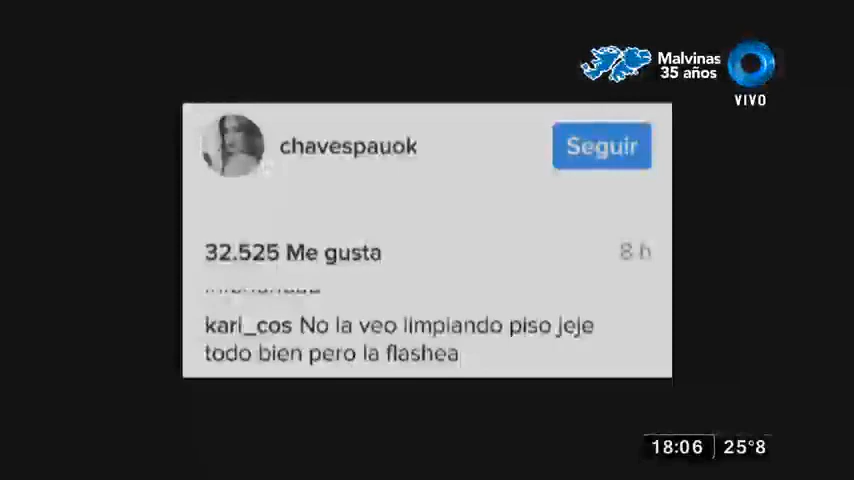 Malvinas
35 años
VIVO
chavespauok
Seguir
32.525 Me gusta
8 h
kari_cos No la veo limpiando piso jeje
todo bien pero la flashea
18:06
25°8